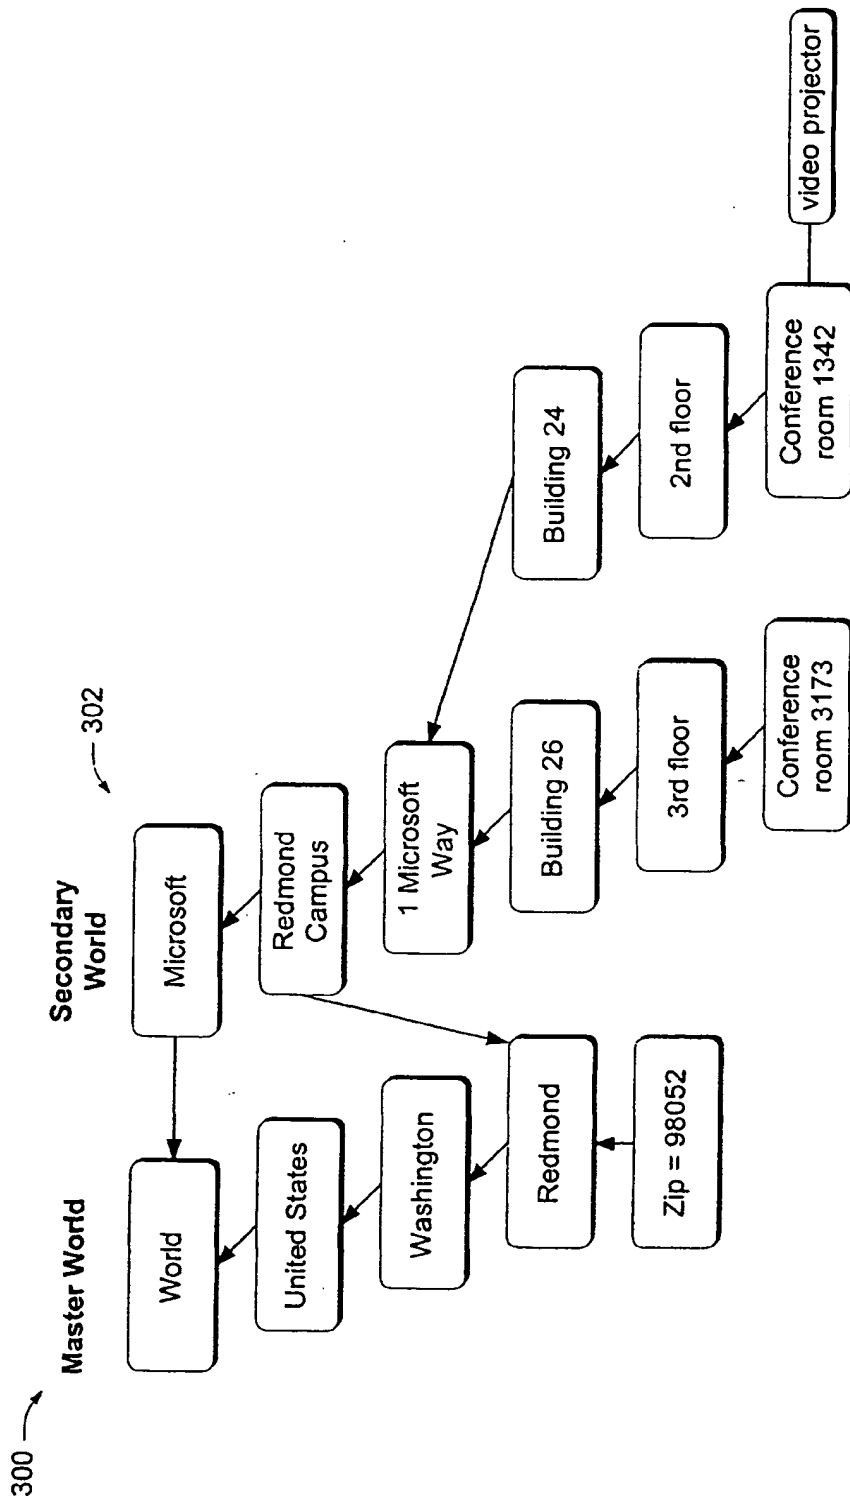 300
Master World
Secondary
World
302
World
Microsoft
United States
Redmond
Campus
Washington
1 Microsoft
Way
Redmond
Building 26
Building 24
Zip = 98052
3rd floor
2nd floor
Conference
room 3173
Conference
room 1342
video projector